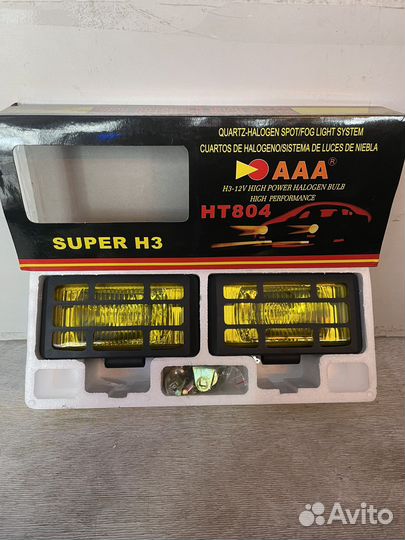 QUARTZ-HALOGEN SPOT/FOG LIGHT SYSTEM
CUARTOS DE HALOGENO/SISTEMA DE LUCES DE NIEBLA
AAA®
H3-12V HIGH POWER HALOGEN BULB
HIGH PERFORMANCE
HT804
SUPER H3
Avito